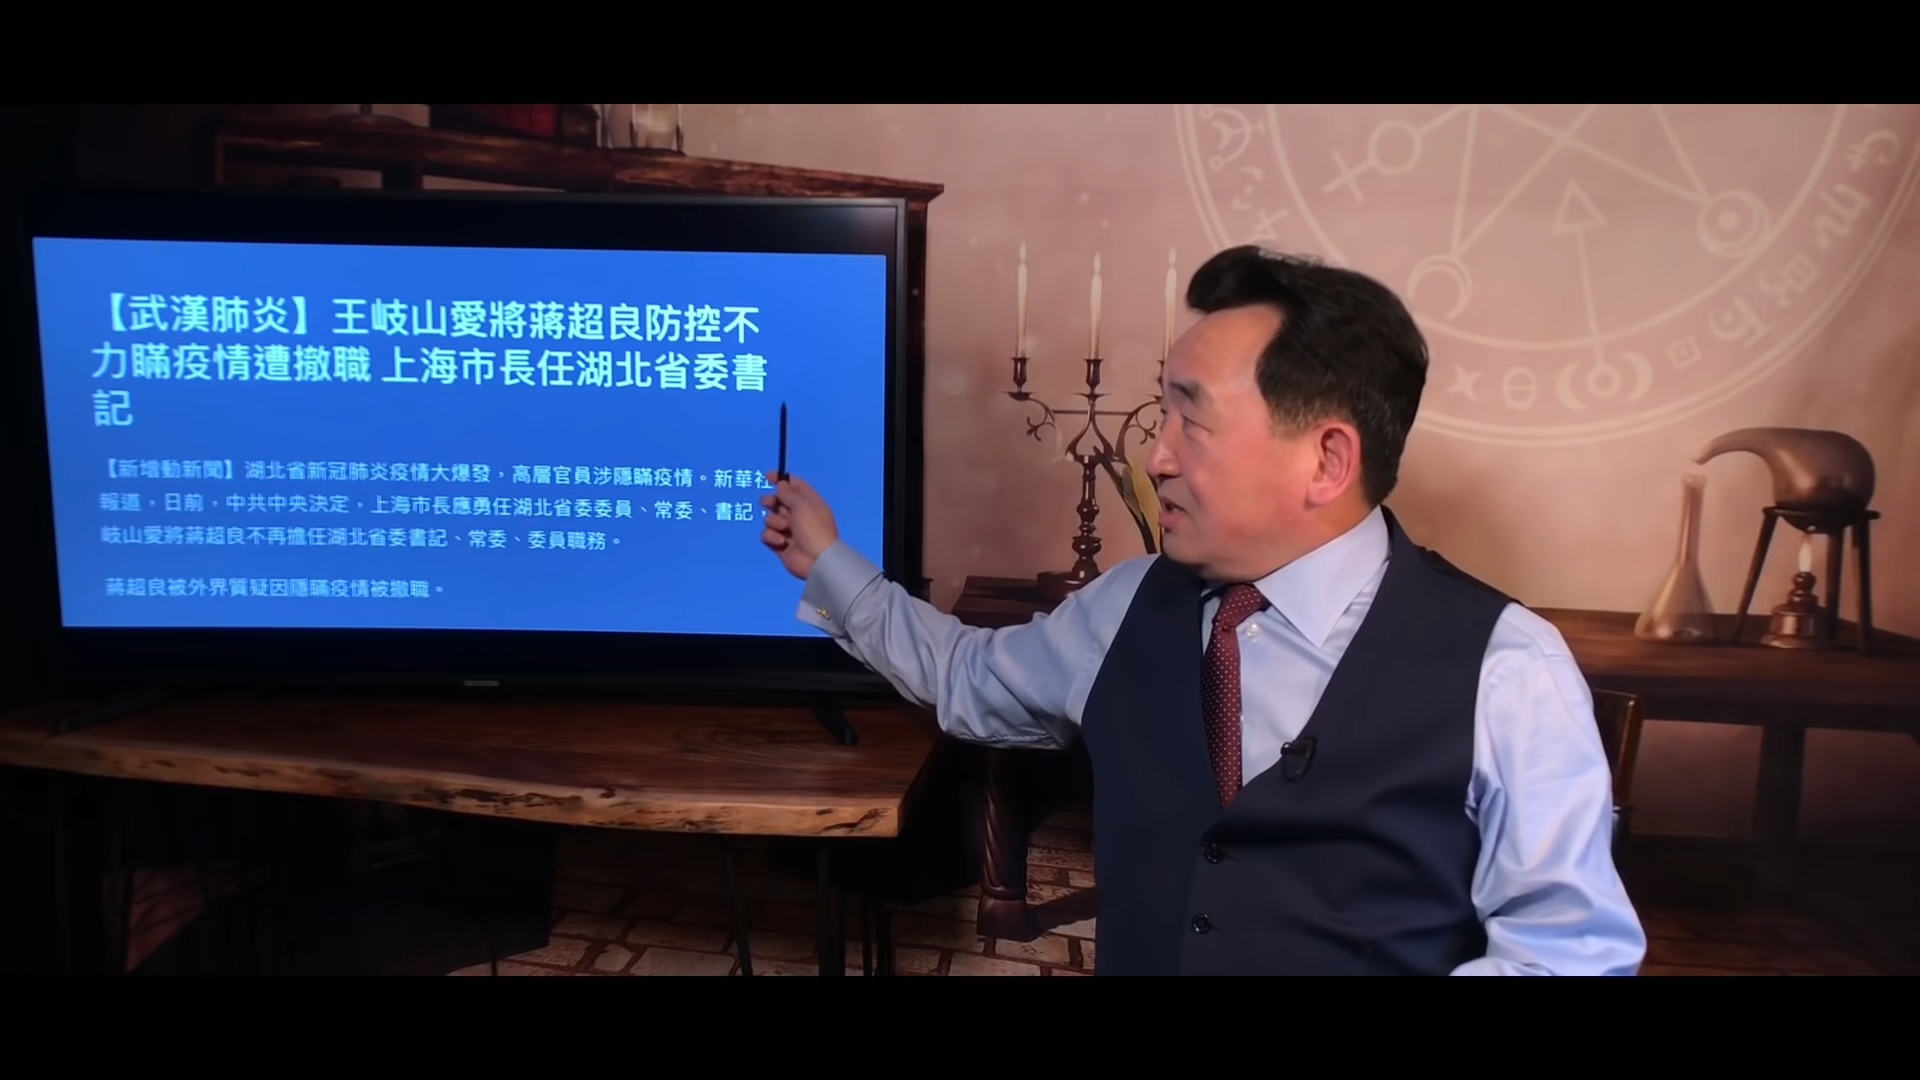 【武漢肺炎】王岐山愛將蔣超良防控不
力瞞疫情遭撤職 上海市長任湖北省委書
記
【新增動新聞】湖北省新冠肺炎疫情大爆發，高層官員涉隱瞞疫情。新華社
報道，日前，中共中央決定，上海市長應勇任湖北省委委員、常委、書記，
岐山愛將蔣超良不再擔任湖北省委書記、常委、委員職務。
蔣超良被外界質疑因隱瞞疫情被撤職。